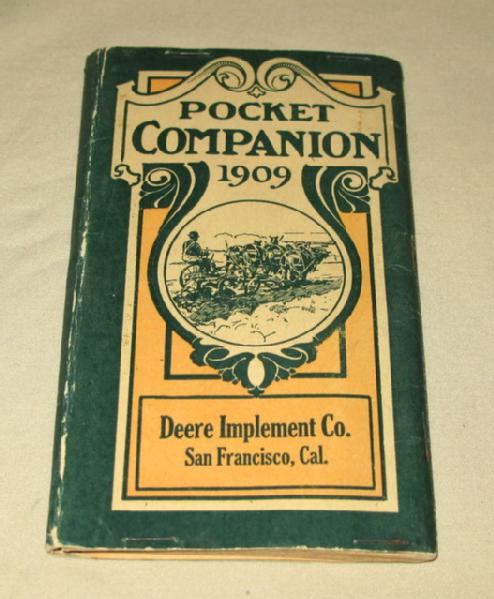 POCKET
COMPANION
1909
Deere Implement Co.
San Francisco, Cal.